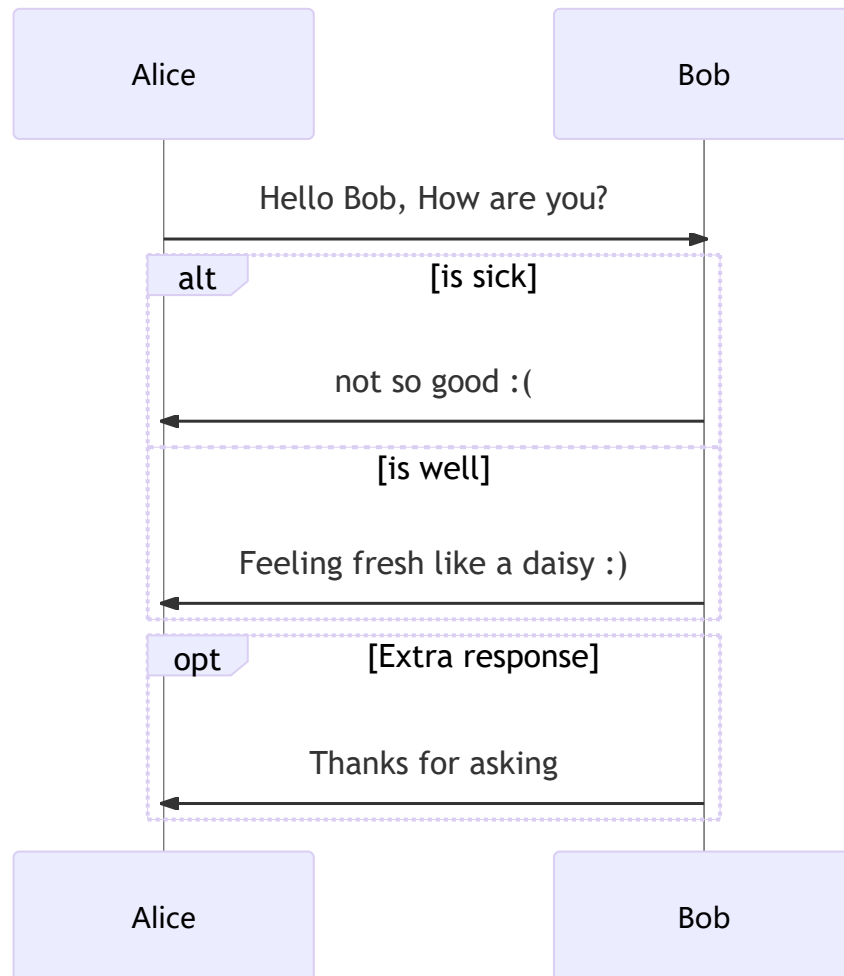 Alice
Bob
Hello Bob, How are you?
alt
[is sick]
not so good :(
[is well]
Feeling fresh like a daisy :)
opt
[Extra response]
Thanks for asking
Alice
Bob